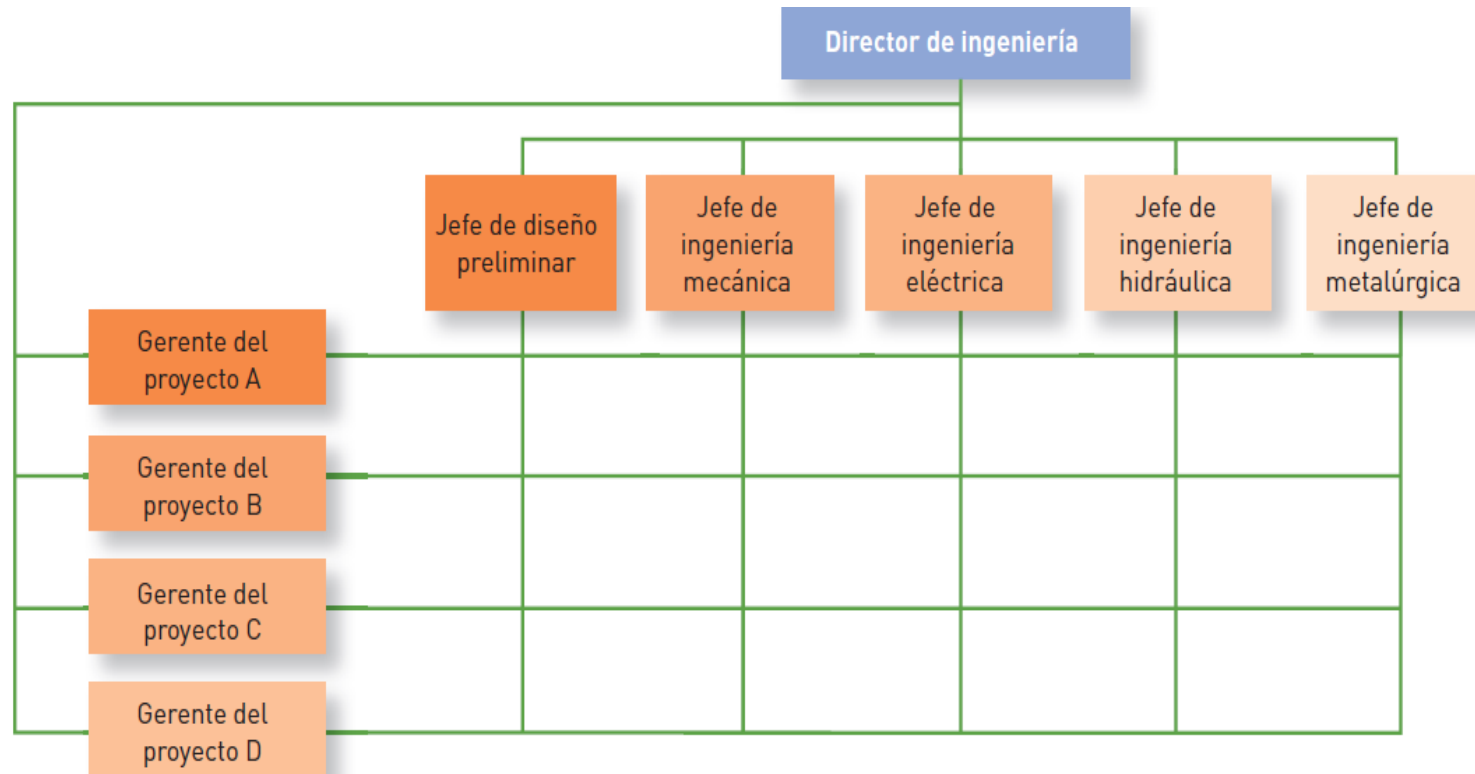 Director de ingeniería
Jefe de diseño
preliminar
Jefe de
ingeniería
mecánica
Jefe de
ingeniería
eléctrica
Jefe de
ingeniería
hidráulica
Jefe de
ingeniería
metalúrgica
Gerente del
proyecto A
Gerente del
proyecto B
Gerente del
proyecto C
Gerente del
proyecto D